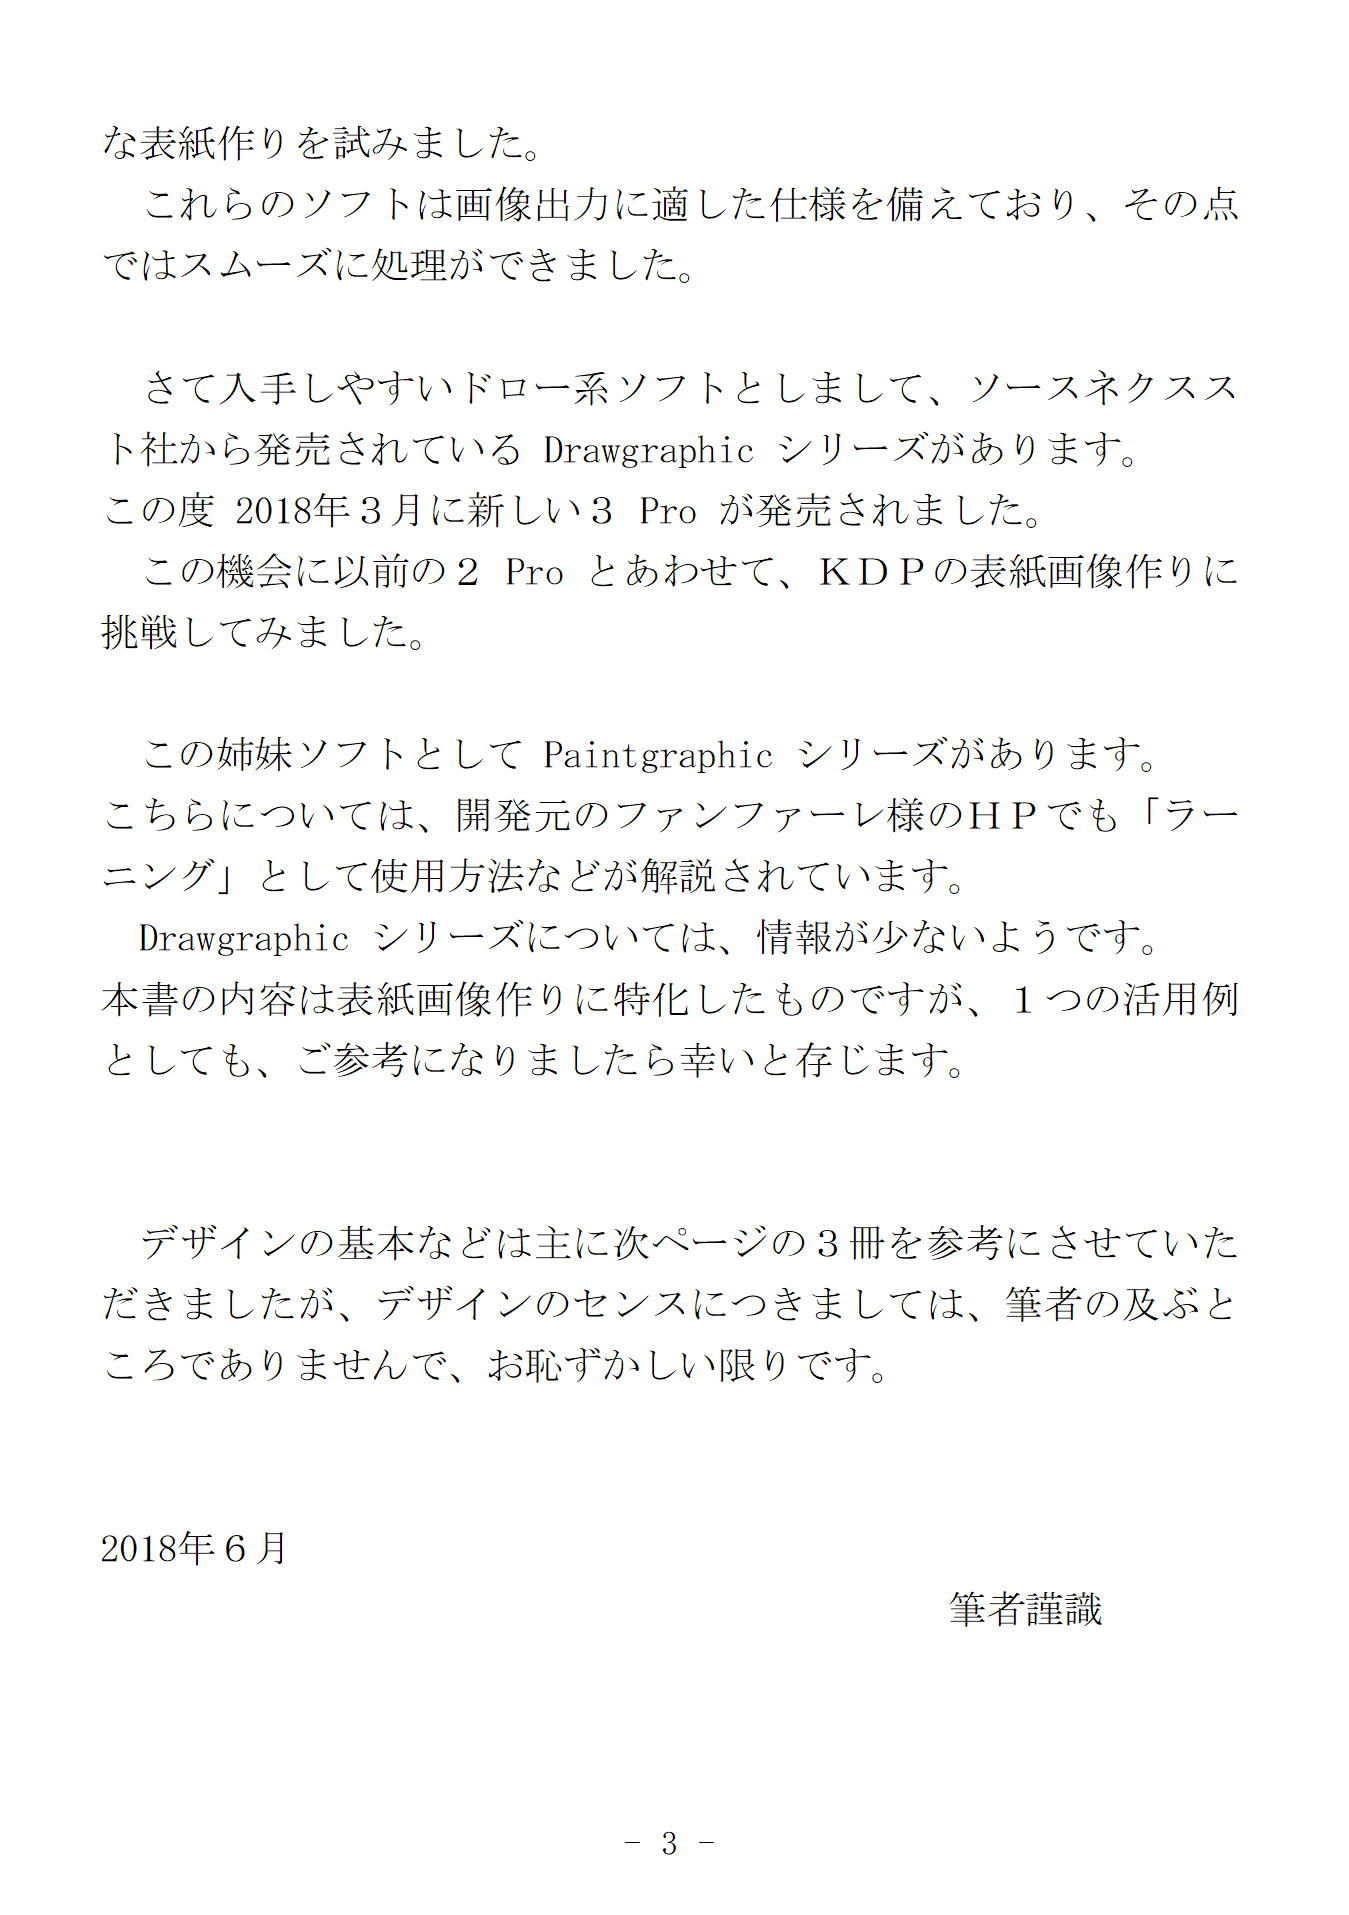 な表紙作りを試みました。
　これらのソフトは画像出力に適した仕様を備えており、その点
ではスムーズに処理ができました。
　さて入手しやすいドロー系ソフトとしまして、ソースネクスス
ト社から発売されている Drawgraphic シリーズがあります。
この度 2018年３月に新しい３ Pro が発売されました。
　この機会に以前の２ Pro とあわせて、ＫＤＰの表紙画像作りに
挑戦してみました。
　この姉妹ソフトとして Paintgraphic シリーズがあります。
こちらについては、開発元のファンファーレ様のＨＰでも「ラー
ニング」として使用方法などが解説されています。
　Drawgraphic シリーズについては、情報が少ないようです。
本書の内容は表紙画像作りに特化したものですが、１つの活用例
としても、ご参考になりましたら幸いと存じます。
　デザインの基本などは主に次ページの３冊を参考にさせていた
だきましたが、デザインのセンスにつきましては、筆者の及ぶと
ころでありませんで、お恥ずかしい限りです。
2018年６月
筆者謹識
- 3 -